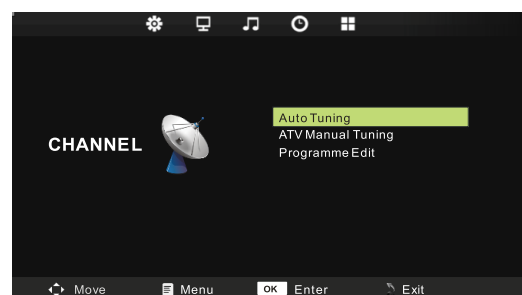 CHANNEL
Auto Tuning
ATV Manual Tuning
Programme Edit
Move Menu OK Enter Exit